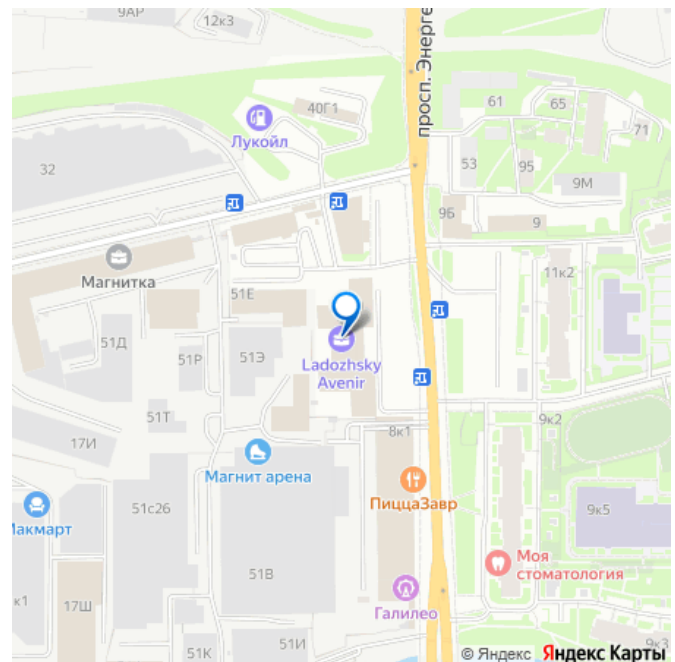 9АР
12к3
просп. Энерге
40Г1
Лукойл
61
65
71
32
53
95
9М
9Б
9
Магнитка
51Е
11к2
51Д
51Р
51Э
Ladozhsky
Avenir
51Т
17И
8к1
9к2
Магнит арена
ПиццаЗавр
51с26
9к5
Макмарт
Моя
стоматология
51В
к1
17Ш
Галилео
51К
51И
9к3
© Яндекс Яндекс Карты